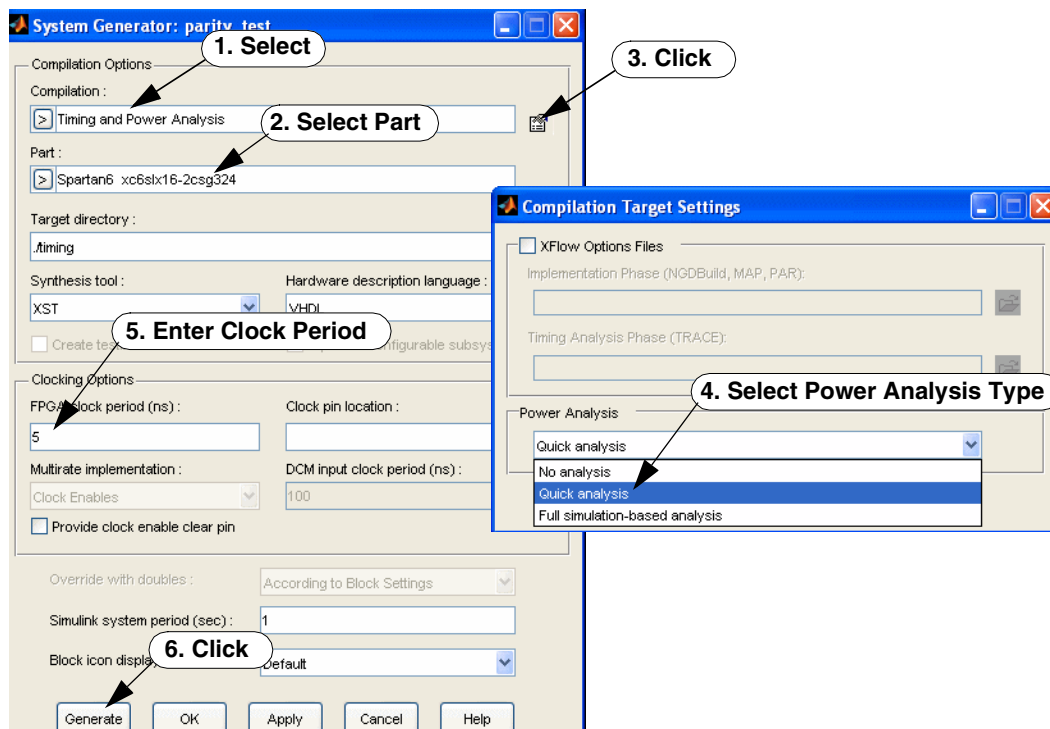 System Generator: parity_test
1. Select
Compilation Options
Compilation :
Timing and Power Analysis
2. Select Part
3. Click
Part :
Spartan6 xc6slx16-2csg324
Target directory :
./timing
Synthesis tool :
Hardware description language :
XST
VHDL
5. Enter Clock Period
Create tes
figurable subsys
Clocking Options
FPGA clock period (ns) :
Clock pin location :
5
Multirate implementation :
DCM input clock period (ns) :
Clock Enables
100
Provide clock enable clear pin
Override with doubles :
According to Block Settings
Simulink system period (sec) :
1
6. Click
Block icon display
Default
Generate
OK
Apply
Cancel
Help
Compilation Target Settings
XFlow Options Files
Implementation Phase (NGDBuild, MAP, PAR):
Timing Analysis Phase (TRACE):
4. Select Power Analysis Type
Power Analysis
Quick analysis
No analysis
Quick analysis
Full simulation-based analysis